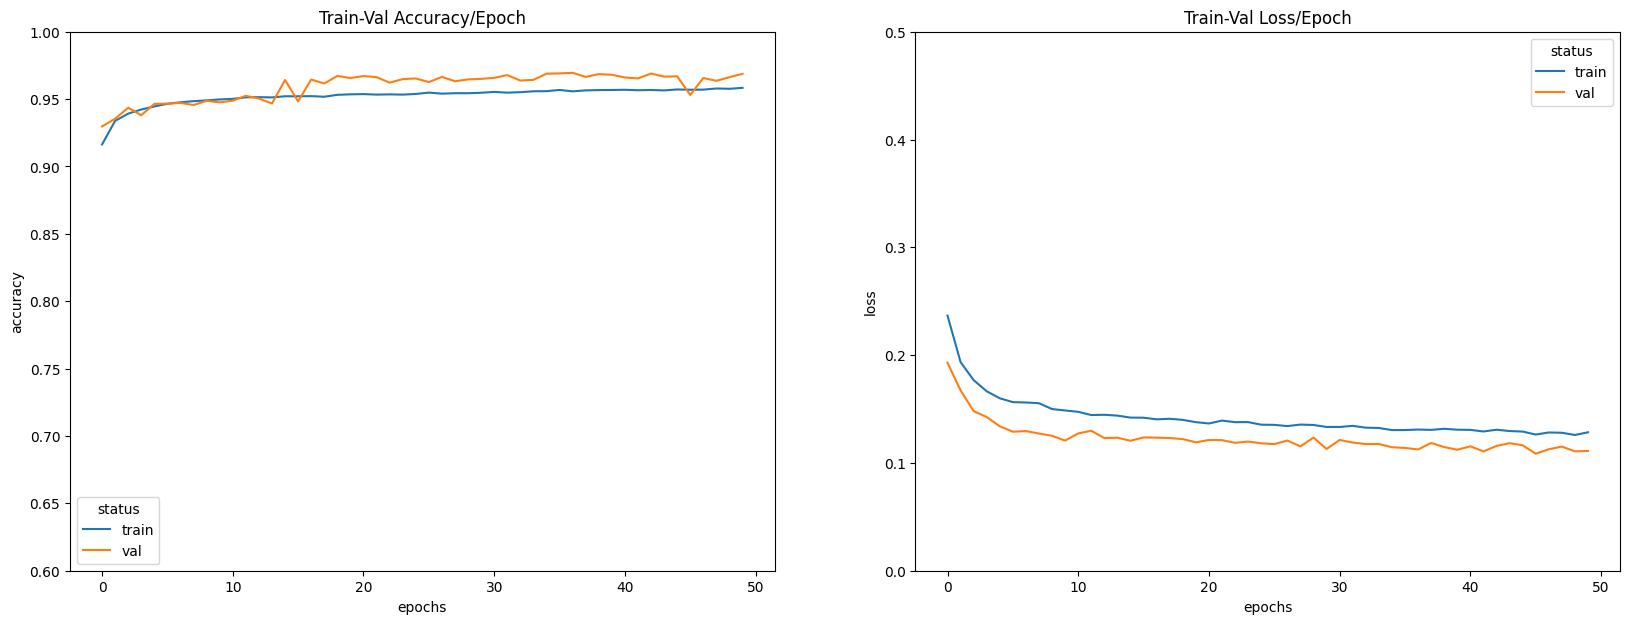 Train-Val Accuracy/Epoch
1.00
0.95
0.90
0.85
0.80
0.75
0.70
0.65
0.60
accuracy
status
train
val
0 10 20 30 40 50
epochs
Train-Val Loss/Epoch
0.5
0.4
0.3
0.2
0.1
0.0
loss
status
train
val
0 10 20 30 40 50
epochs